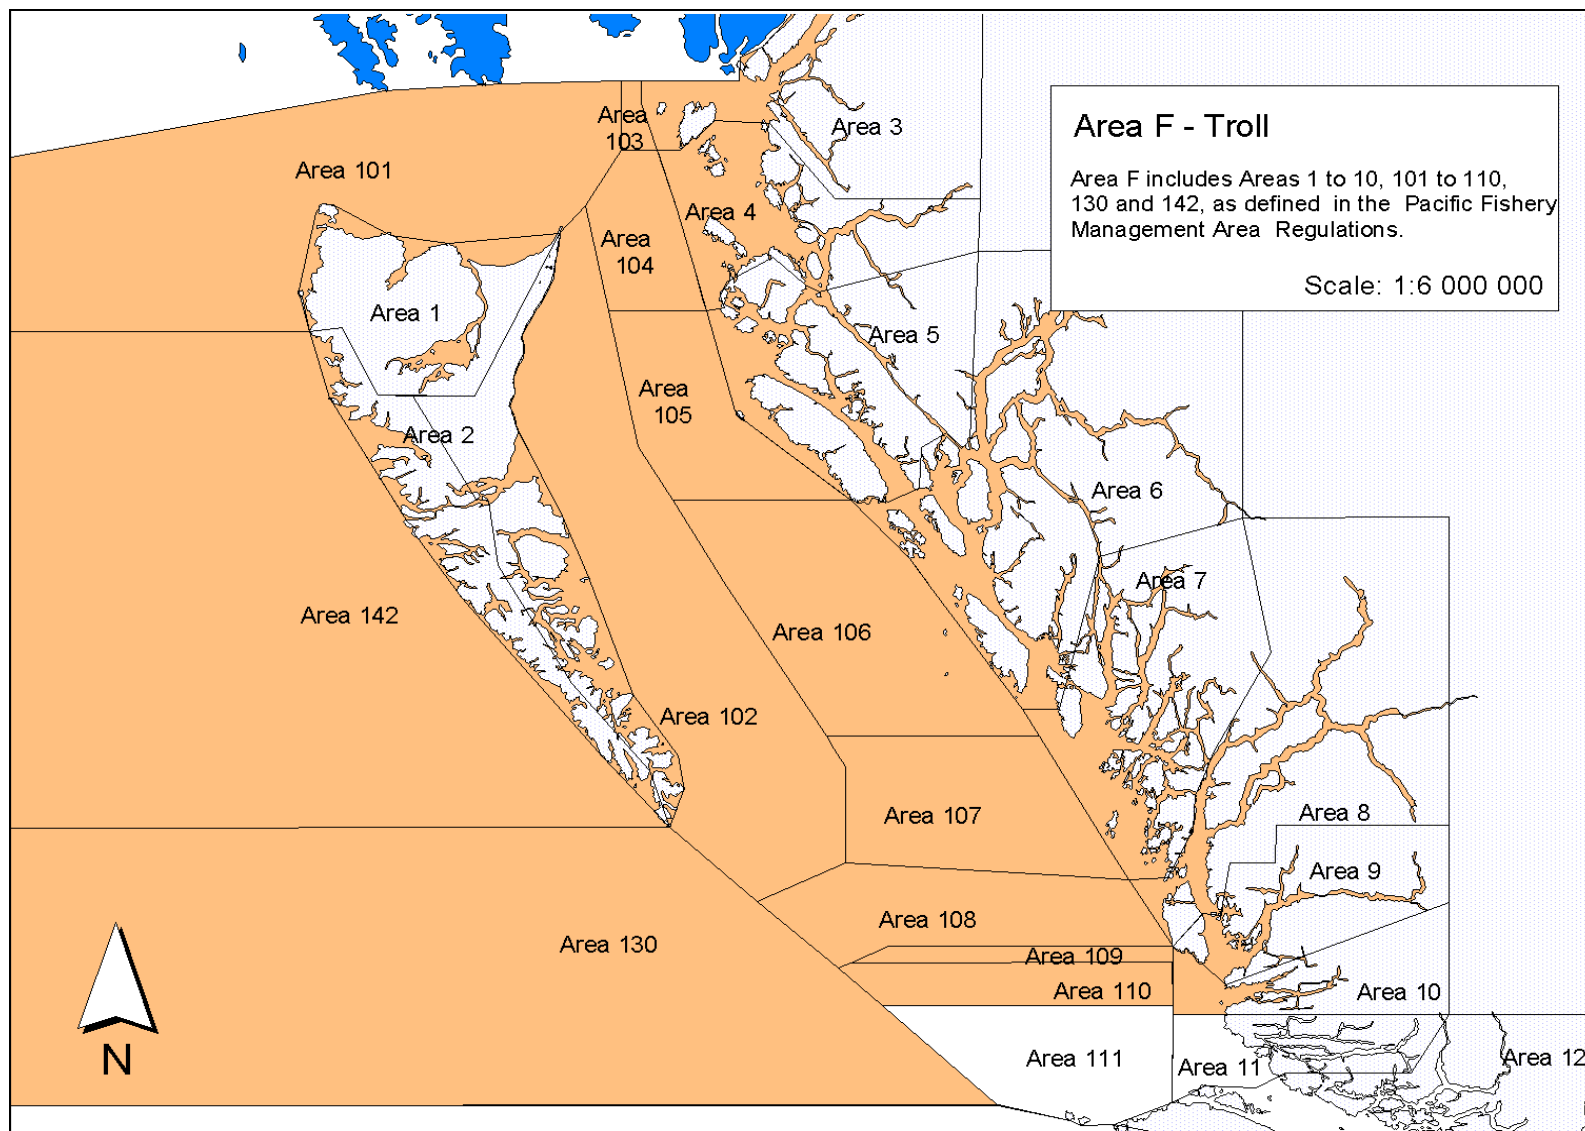 Area 103
Area 3
Area F - Troll
Area F includes Areas 1 to 10, 101 to 110,
130 and 142, as defined in the Pacific Fishery
Management Area Regulations.
Scale: 1:6 000 000
Area 101
Area 4
Area
104
Area 1
Area 5
Area
105
Area 2
Area 6
Area 7
Area 142
Area 106
Area 102
Area 107
Area 8
Area 9
Area 108
Area 130
Area 109
Area 110
Area 10
N
Area 111
Area 11
Area 12